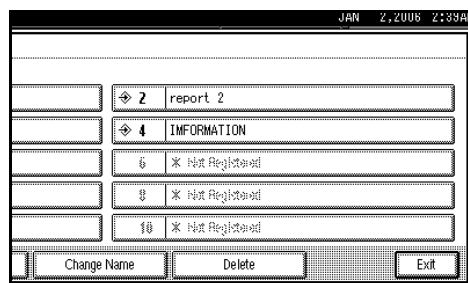 JAN 2,2006 2:39A
2 report 2
4 IMFORMATION
6 * Not Registered
8 * Not Registered
10 * Not Registered
Change Name Delete Exit